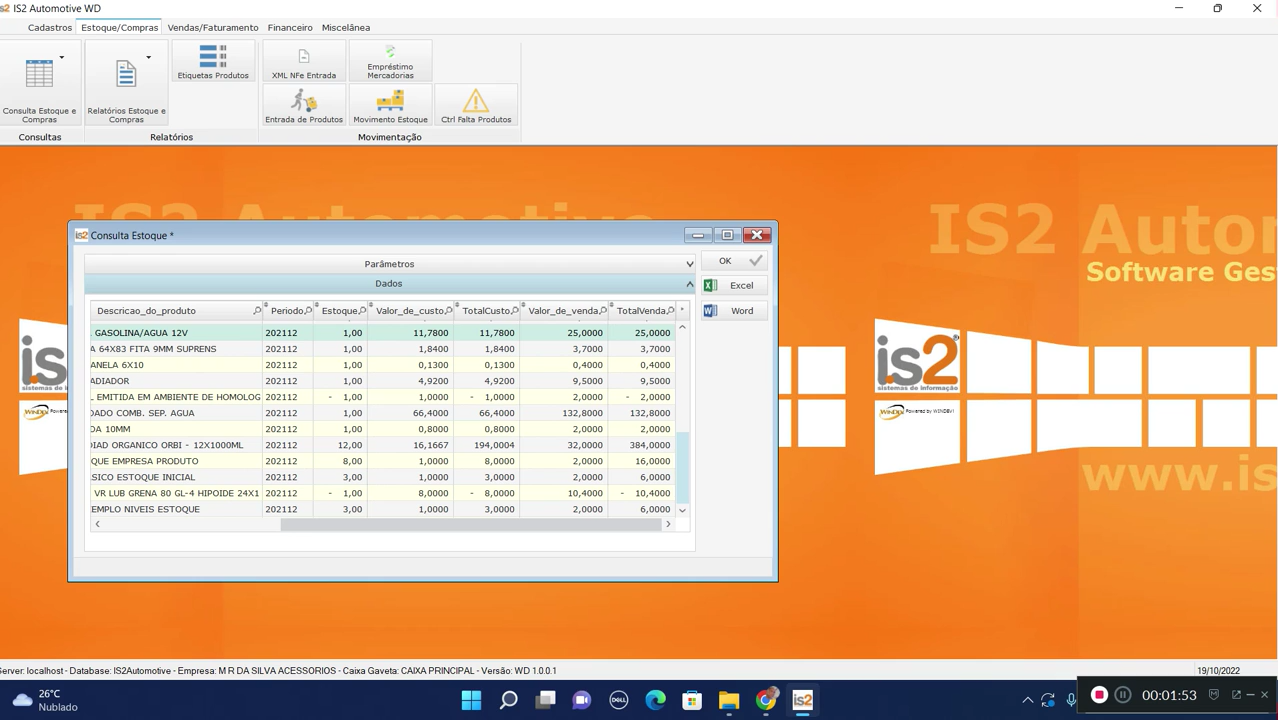 IS2 Automotive WD
Cadastros Estoque/Compras Vendas/Faturamento Financeiro Miscelânea
Consulta Estoque e Compras
Relatórios Estoque e Compras
Etiquetas Produtos
XML NFe Entrada
Empréstimo Mercadorias
Entrada de Produtos
Movimento Estoque
Ctrl Falta Produtos
Consultas Relatórios Movimentação
IS2 Automotive
IS2 Auton
Software Ges
is2
sistemas de informação
WINDEV Powered by WINDEV!
www.is
is2 Consulta Estoque *
Parâmetros
Dados
OK
Excel
Word
Descricao_do_produto Periodo Estoque Valor_de_custo TotalCusto Valor_de_venda TotalVenda
GASOLINA/AGUA 12V 202112 1,00 11,7800 11,7800 25,0000 25,0000
A 64X83 FITA 9MM SUPRENS 202112 1,00 1,8400 1,8400 3,7000 3,7000
ANELA 6X10 202112 1,00 0,1300 0,1300 0,4000 0,4000
ADIADOR 202112 1,00 4,9200 4,9200 9,5000 9,5000
L EMITIDA EM AMBIENTE DE HOMOLOG 202112 - 1,00 1,0000 - 1,0000 2,0000 - 2,0000
DADO COMB. SEP. AGUA 202112 1,00 66,4000 66,4000 132,8000 132,8000
DA 10MM 202112 1,00 0,8000 0,8000 2,0000 2,0000
DIAD ORGANICO ORBI - 12X1000ML 202112 12,00 16,1667 194,0004 32,0000 384,0000
QUE EMPRESA PRODUTO 202112 8,00 1,0000 8,0000 2,0000 16,0000
ASICO ESTOQUE INICIAL 202112 3,00 1,0000 3,0000 2,0000 6,0000
VR LUB GRENA 80 GL-4 HIPOIDE 24X1 202112 - 1,00 8,0000 - 8,0000 10,4000 - 10,4000
EMPLO NIVEIS ESTOQUE 202112 3,00 1,0000 3,0000 2,0000 6,0000
Server: localhost - Database: IS2Automotive - Empresa: M R DA SILVA ACESSORIOS - Caixa Gaveta: CAIXA PRINCIPAL - Versão: WD 1.0.0.1 19/10/2022
26°C
Nublado
DELL
is2
00:01:53